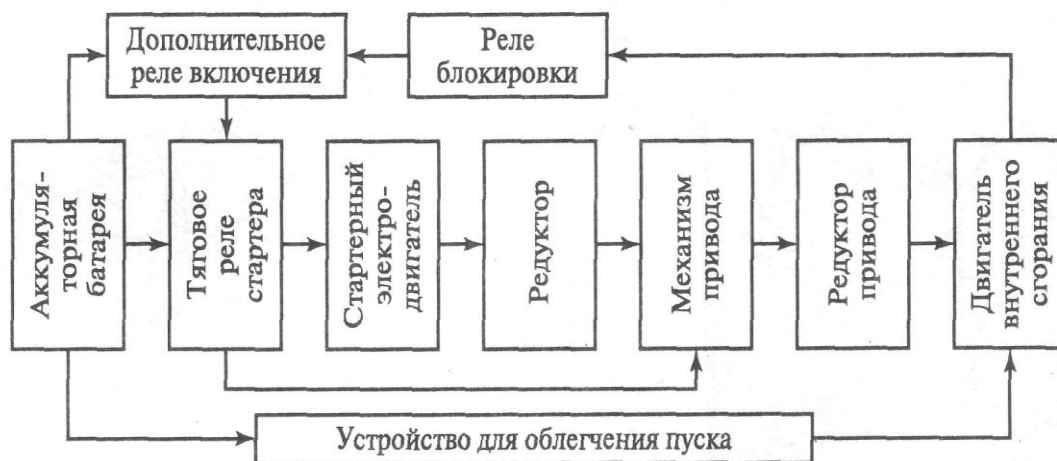 Дополнительное
реле включения
Реле
блокировки
Аккумуля-
торная
батарея
Тяговое
реле
стартера
Стартерный
электро-
двигатель
Редуктор
Механизм
привода
Редуктор
привода
Двигатель
внутреннего
сгорания
Устройство для облегчения пуска